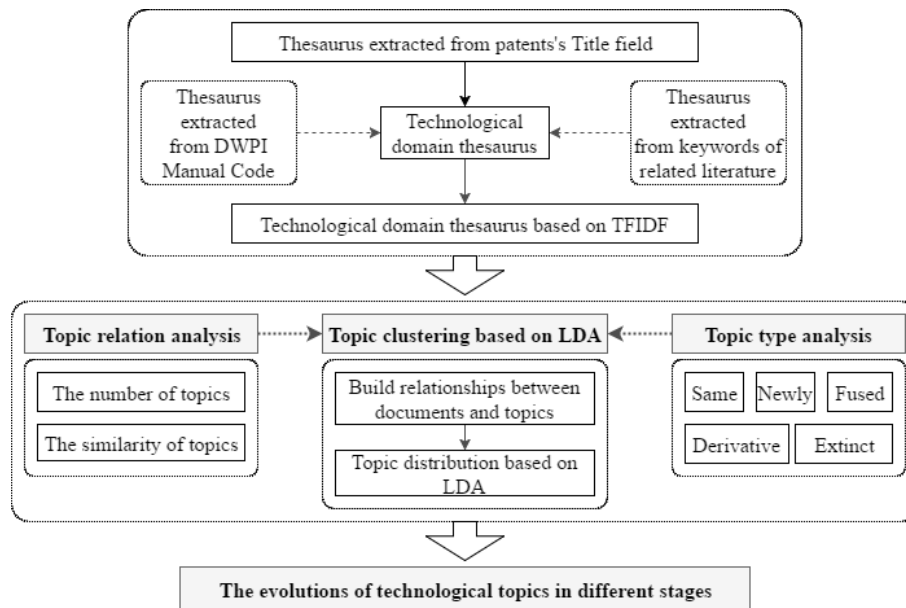 Thesaurus extracted from patents's Title field
Thesaurus
extracted
from DWPI
Manual Code
Technological
domain thesaurus
Thesaurus
extracted
from keywords of
related literature
Technological domain thesaurus based on TFIDF
Topic relation analysis
Topic clustering based on LDA
Topic type analysis
The number of topics
The similarity of topics
Build relationships between
documents and topics
Topic distribution based on
LDA
Same
Newly
Fused
Derivative
Extinct
The evolutions of technological topics in different stages